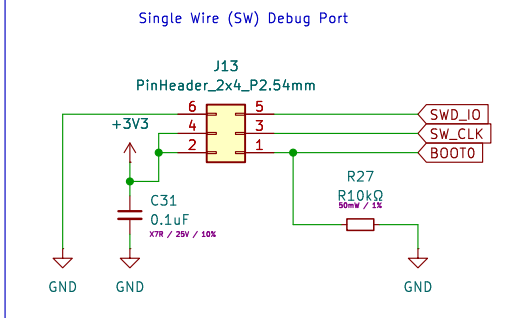 Single Wire (SW) Debug Port
J13
PinHeader_2x4_P2.54mm
6 5 SWD_IO
+3V3 4 3 SW_CLK
2 1 BOOT0
C31 R27
0.1uF R10kΩ
X7R / 25V / 10% 50mW / 1%
GND GND GND